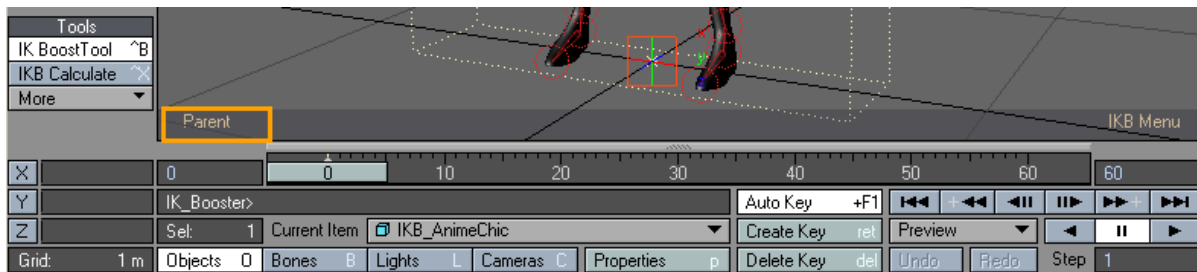 Tools
IK BoostTool ^B
IKB Calculate ^X
More
Parent
IKB Menu
X
Y
Z
0
0 10 20 30 40 50 60
60
IK_Booster>
Auto Key +F1
Sel: 1 Current Item IKB_AnimeChic
Create Key ret
Preview
Grid: 1 m
Objects O Bones B Lights L Cameras C Properties p
Delete Key del
Undo Redo
Step 1